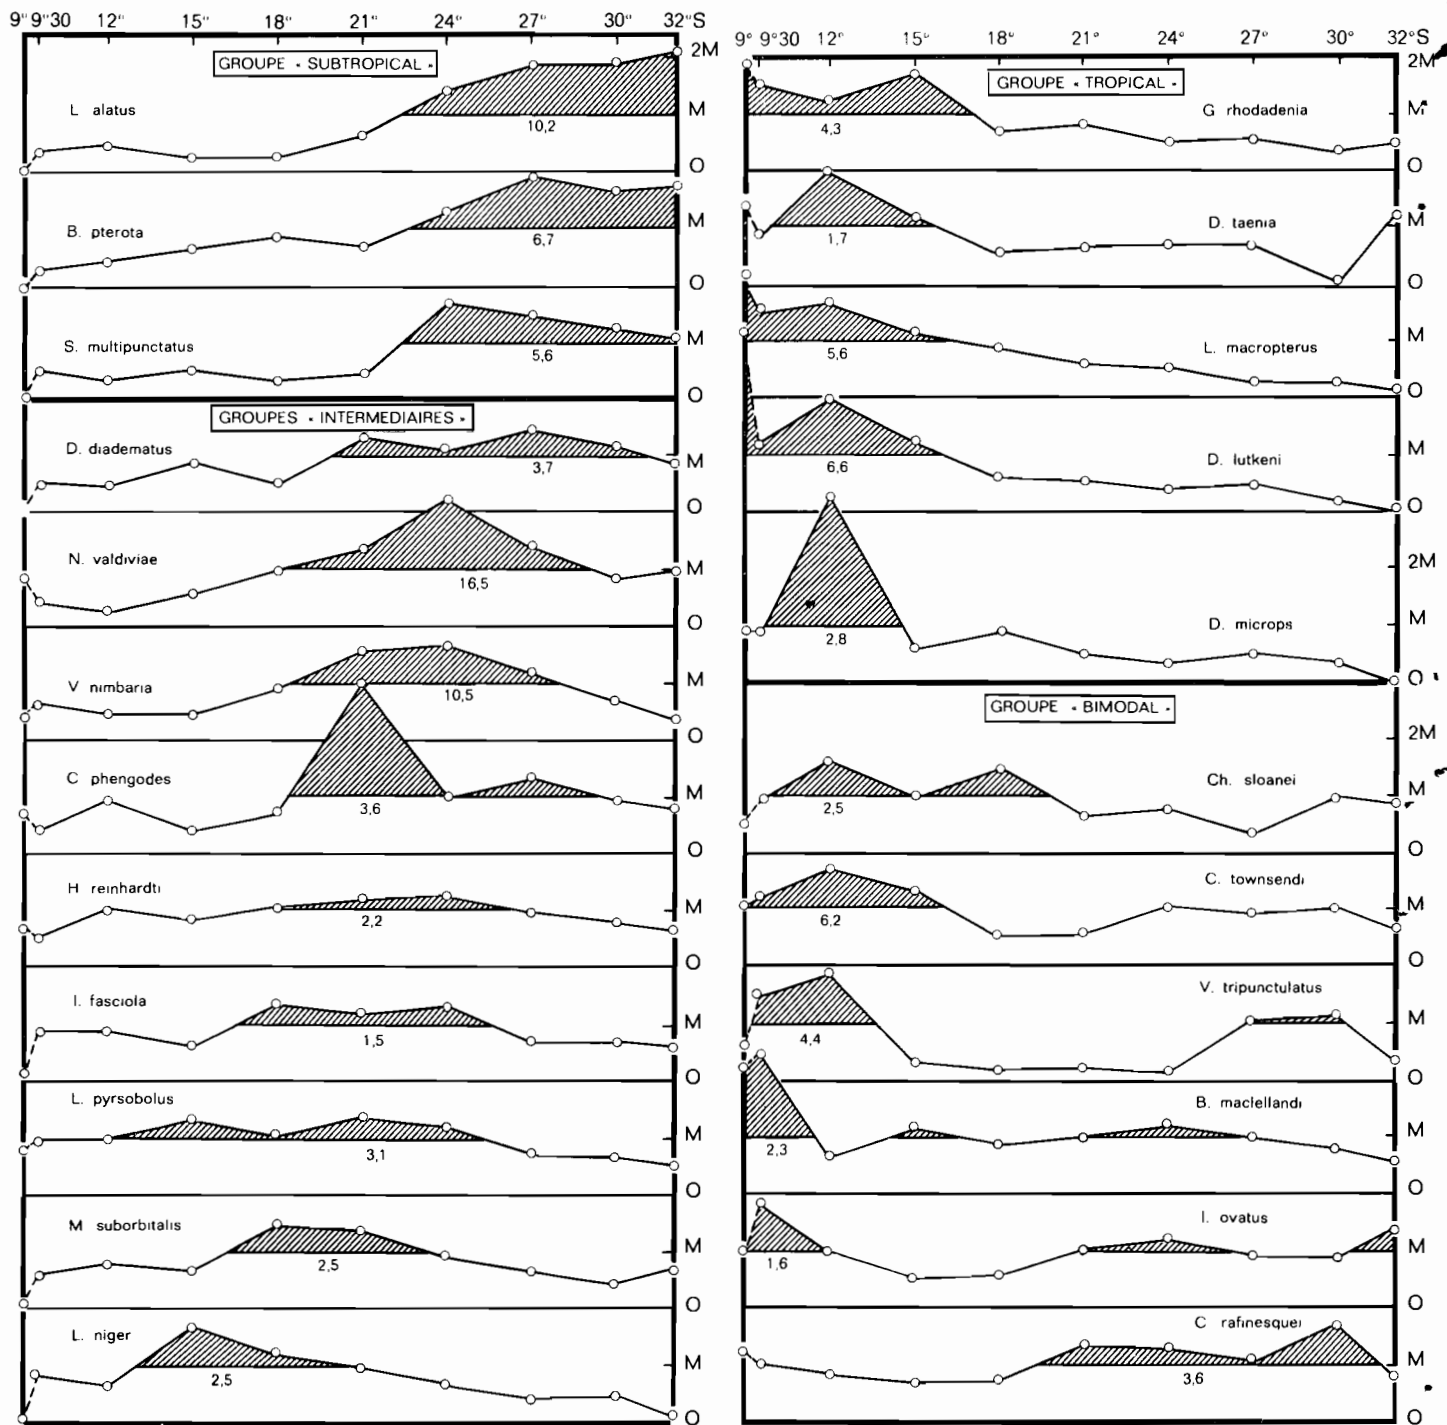 9° 9°30 12° 15° 18° 21° 24° 27° 30° 32°S
GROUPE « SUBTROPICAL »
2M
L alatus
M
10,2
O
B. pterota
M
6,7
O
S. multipunctatus
M
5,6
O
GROUPES « INTERMEDIAIRES »
D. diadematus
M
3,7
O
N. valdiviae
M
16,5
O
V nimbaria
M
10,5
O
C phengodes
M
3,6
O
H reinhardti
M
2,2
O
I. fasciola
M
1,5
O
L. pyrsobolus
M
3,1
O
M suborbitalis
M
2,5
O
L. niger
M
2,5
O
9° 9°30 12° 15° 18° 21° 24° 27° 30° 32°S
2M
GROUPE « TROPICAL »
G rhodadenia
M
4,3
O
D. taenia
M
1,7
O
L. macropterus
M
5,6
O
D. lutkeni
M
6,6
O
2M
D. microps
M
2,8
O
GROUPE « BIMODAL »
2M
Ch. sloanei
M
2,5
O
C. townsendi
M
6,2
O
V. tripunctulatus
M
4,4
O
B. maclellandi
M
2,3
O
I. ovatus
M
1,6
O
C rafinesquei
M
3,6
O